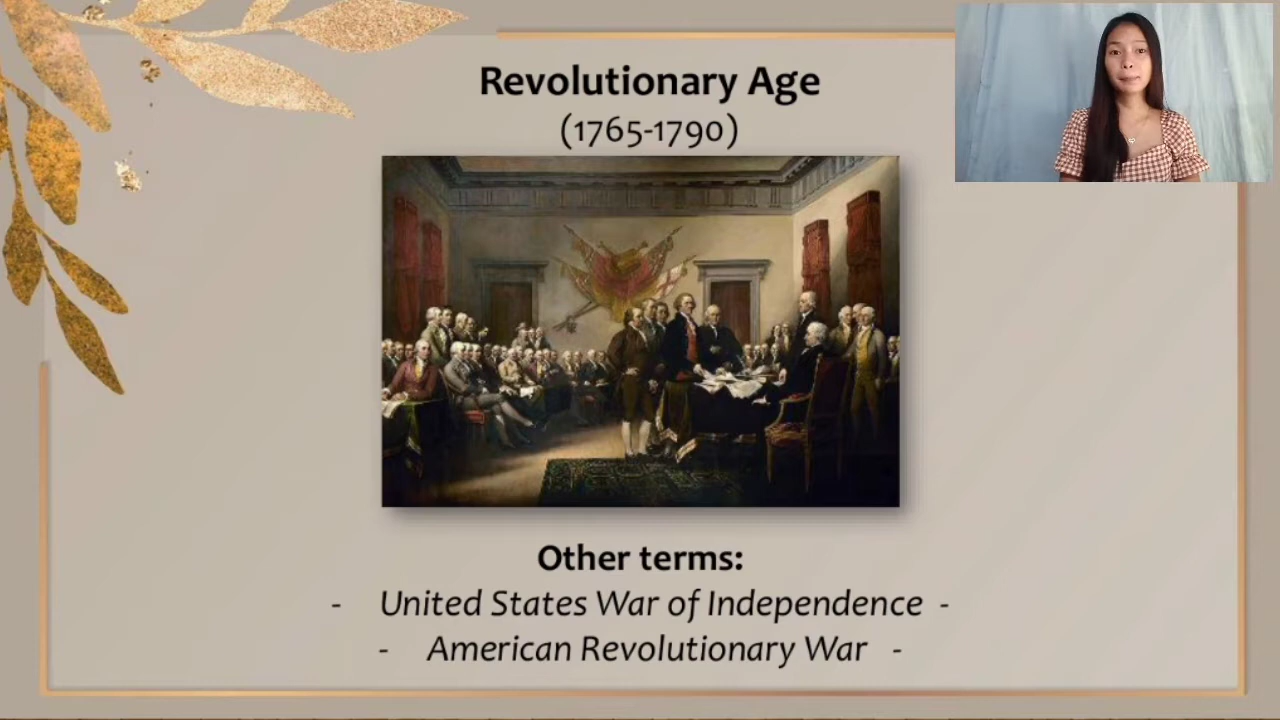 Revolutionary Age
(1765-1790)
Other terms:
- United States War of Independence -
- American Revolutionary War -